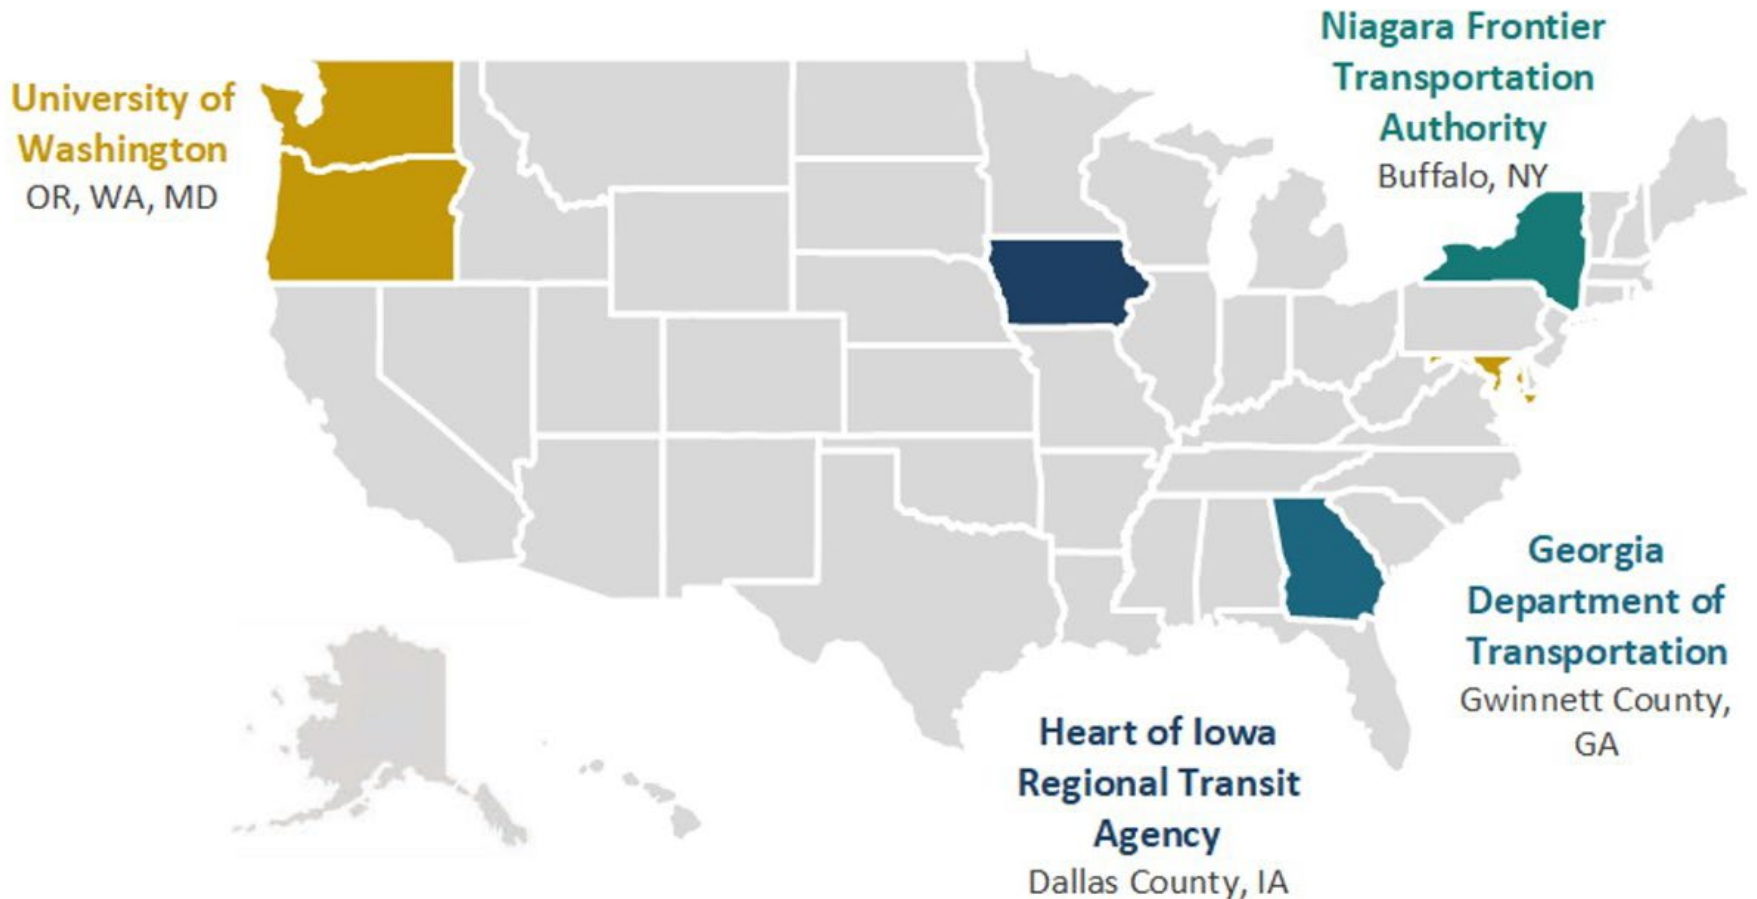 University of
Washington
OR, WA, MD
Niagara Frontier
Transportation
Authority
Buffalo, NY
Georgia
Department of
Transportation
Gwinnett County,
GA
Heart of Iowa
Regional Transit
Agency
Dallas County, IA